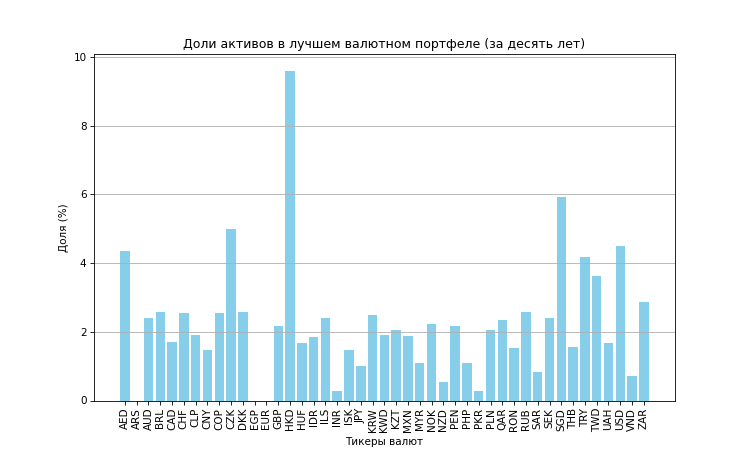 Доли активов в лучшем валютном портфеле (за десять лет)
Доля (%)
10
8
6
4
2
0
AED ARS AUD BRL CAD CHF CLP CNY COP CZK DKK EGP EUR GBP HKD HUF IDR ILS INR ISK JPY KRW KWD KZT MXN MYR NOK NZD PEN PHP PKR PLN QAR RON RUB SAR SEK SGD THB TRY TWD UAH USD VND ZAR
Тикеры валют